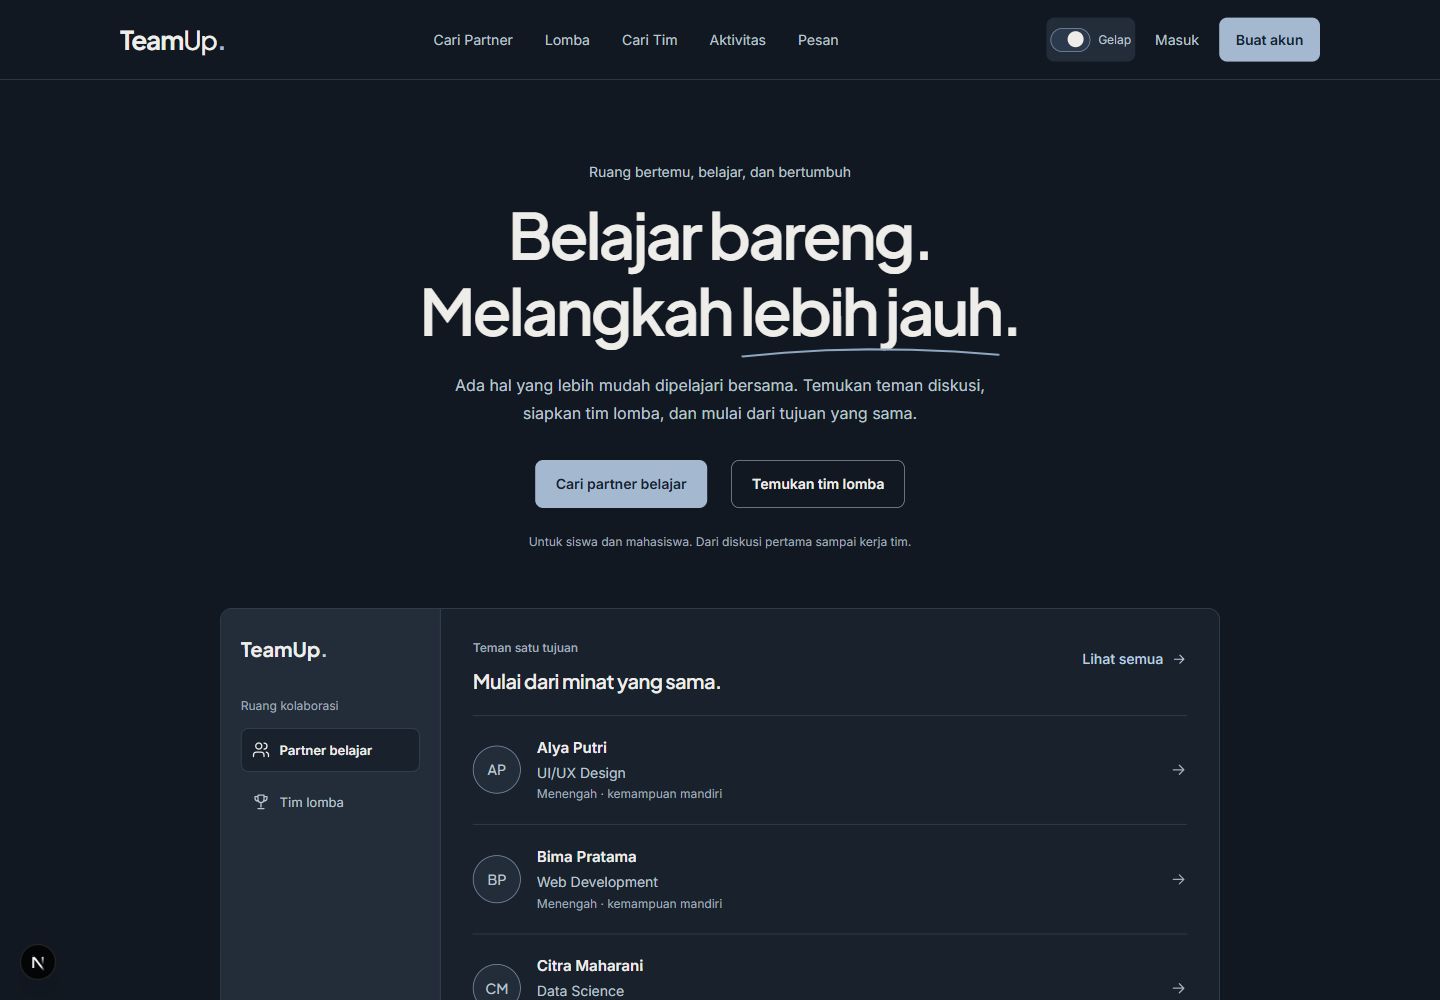 TeamUp.
Cari Partner
Lomba
Cari Tim
Aktivitas
Pesan
Gelap
Masuk
Buat akun
Ruang bertemu, belajar, dan bertumbuh
Belajar bareng.
Melangkah lebih jauh.
Ada hal yang lebih mudah dipelajari bersama. Temukan teman diskusi,
siapkan tim lomba, dan mulai dari tujuan yang sama.
Cari partner belajar
Temukan tim lomba
Untuk siswa dan mahasiswa. Dari diskusi pertama sampai kerja tim.
TeamUp.
Ruang kolaborasi
Partner belajar
Tim lomba
Teman satu tujuan
Mulai dari minat yang sama.
Lihat semua
AP
Alya Putri
UI/UX Design
Menengah · kemampuan mandiri
BP
Bima Pratama
Web Development
Menengah · kemampuan mandiri
CM
Citra Maharani
Data Science
N